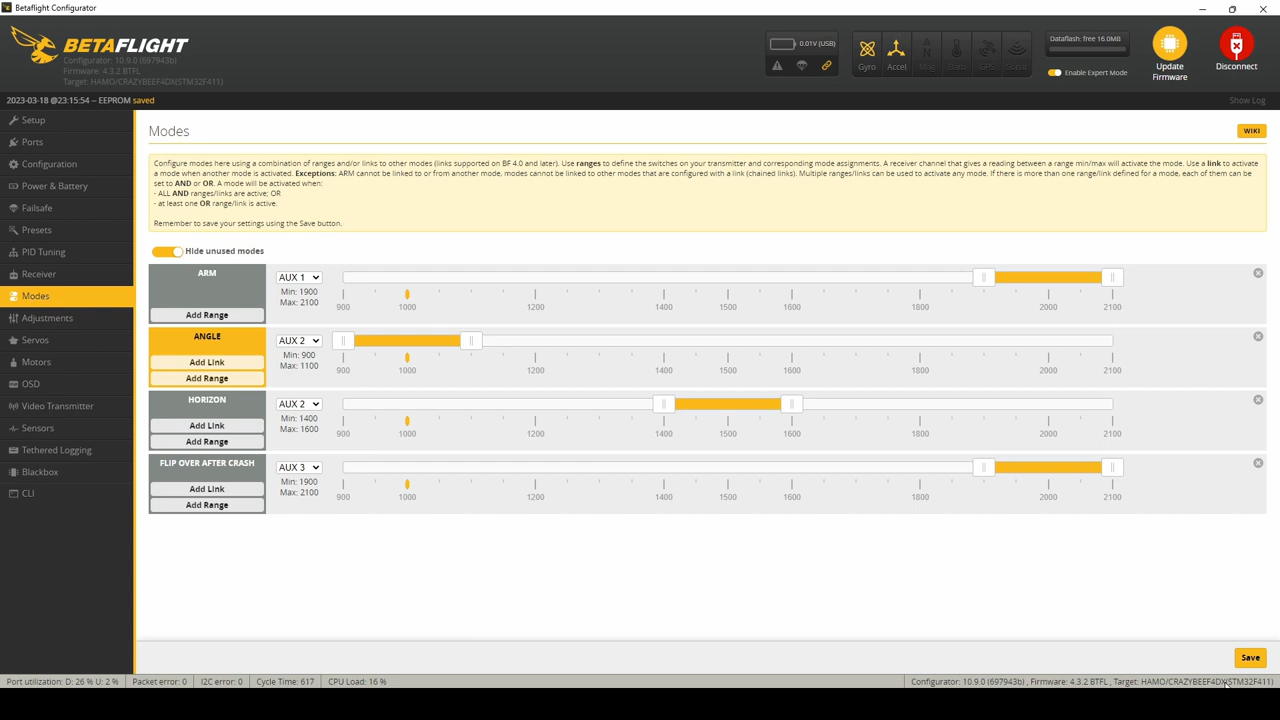 Betaflight Configurator
BETAFLIGHT
Configurator: 10.9.0 (697943b)
Firmware: 4.3.2 BTFL
Target: HAMO/CRAZYBEEF4DX(STM32F411)
0.01V (USB)
Gyro
Accel
Mag
Baro
GPS
Sonar
Dataflash: free 16.0MB
Enable Expert Mode
Update
Firmware
Disconnect
2023-03-18 @23:15:54 -- EEPROM saved
Show Log
Setup
Ports
Configuration
Power & Battery
Failsafe
Presets
PID Tuning
Receiver
Modes
Adjustments
Servos
Motors
OSD
Video Transmitter
Sensors
Tethered Logging
Blackbox
CLI
Modes
WIKI
Configure modes here using a combination of ranges and/or links to other modes (links supported on BF 4.0 and later). Use ranges to define the switches on your transmitter and corresponding mode assignments. A receiver channel that gives a reading between a range min/max will activate the mode. Use a link to activate
a mode when another mode is activated. Exceptions: ARM cannot be linked to or from another mode, modes cannot be linked to other modes that are configured with a link (chained links). Multiple ranges/links can be used to activate any mode. If there is more than one range/link defined for a mode, each of them can be
set to AND or OR. A mode will be activated when:
- ALL AND ranges/links are active; OR
- at least one OR range/link is active.
Remember to save your settings using the Save button.
Hide unused modes
ARM
Add Range
AUX 1
Min: 1900
Max: 2100
900 1000 1200 1400 1500 1600 1800 2000 2100
ANGLE
Add Link
Add Range
AUX 2
Min: 900
Max: 1100
900 1000 1200 1400 1500 1600 1800 2000 2100
HORIZON
Add Link
Add Range
AUX 2
Min: 1400
Max: 1600
900 1000 1200 1400 1500 1600 1800 2000 2100
FLIP OVER AFTER CRASH
Add Link
Add Range
AUX 3
Min: 1900
Max: 2100
900 1000 1200 1400 1500 1600 1800 2000 2100
Save
Port utilization: D: 26 % U: 2 %
Packet error: 0
I2C error: 0
Cycle Time: 617
CPU Load: 16 %
Configurator: 10.9.0 (697943b) , Firmware: 4.3.2 BTFL , Target: HAMO/CRAZYBEEF4DX(STM32F411)